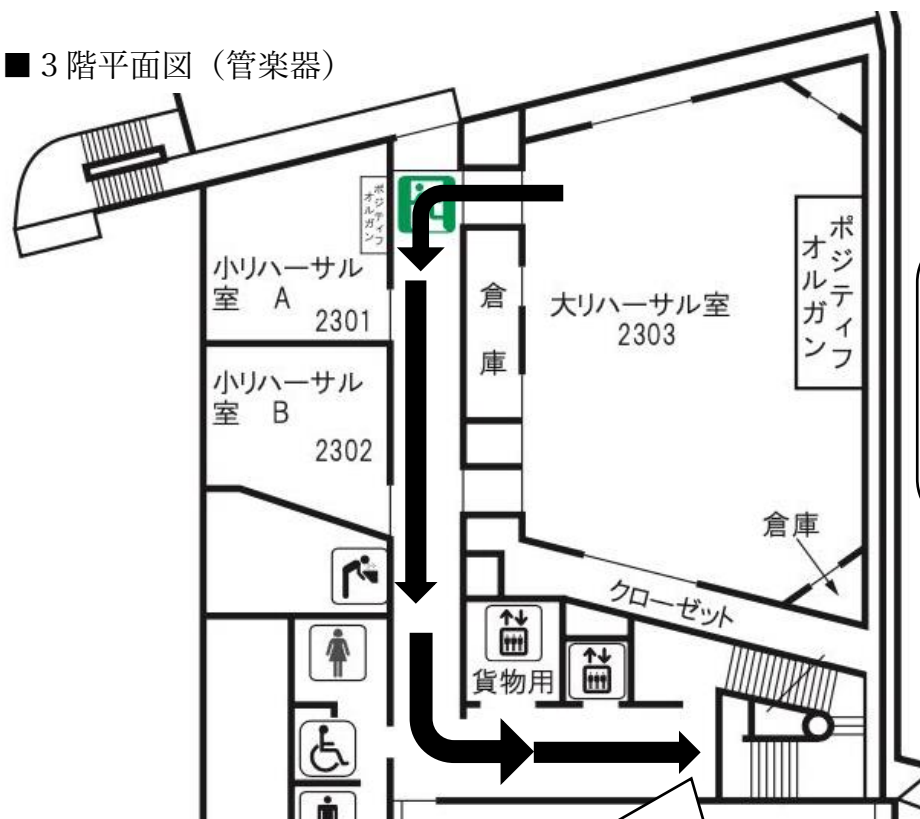 ■３階平面図（管楽器）
ポジティフ
オルガン
小リハーサル
室　A
2301
倉
庫
大リハーサル室
2303
ポジティフ
オルガン
小リハーサル
室　B
2302
倉庫
クローゼット
貨物用